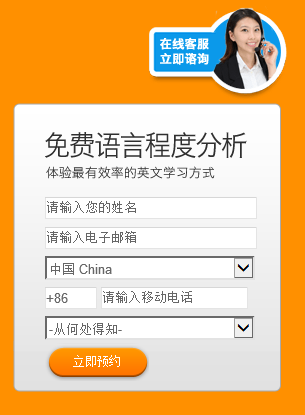 在线客服
立即谘询
免费语言程度分析
体验最有效率的英文学习方式
请输入您的姓名
请输入电子邮箱
中国 China
+86 请输入移动电话
-从何处得知-
立即预约